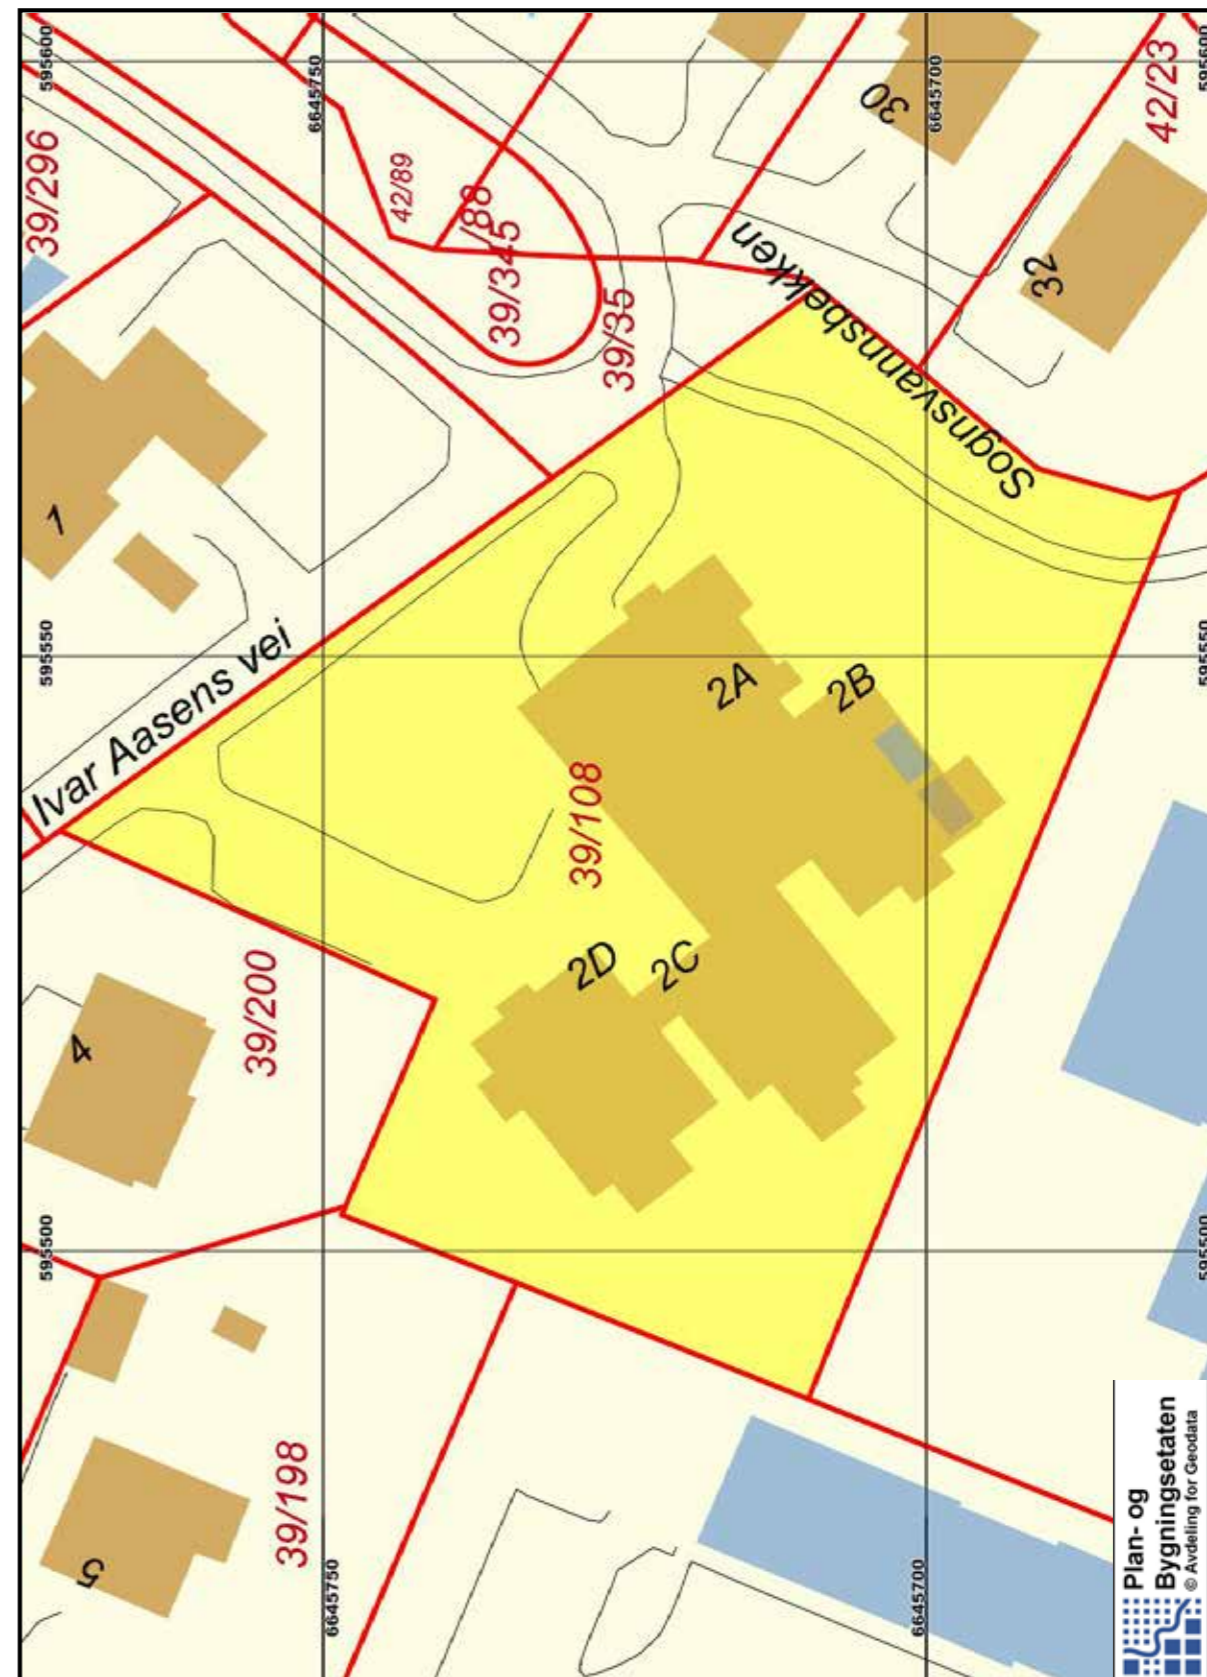 595600
6645750
6645700
595600
39/296
42/89
/88
39/345
39/35
30
42/23
32
Sognsvannsbekken
1
Ivar Aasens vei
595550
595550
2A
2B
39/108
2D
2C
4
39/200
595500
595500
39/198
5
6645750
6645700
Plan- og
Bygningsetaten
© Avdeling for Geodata